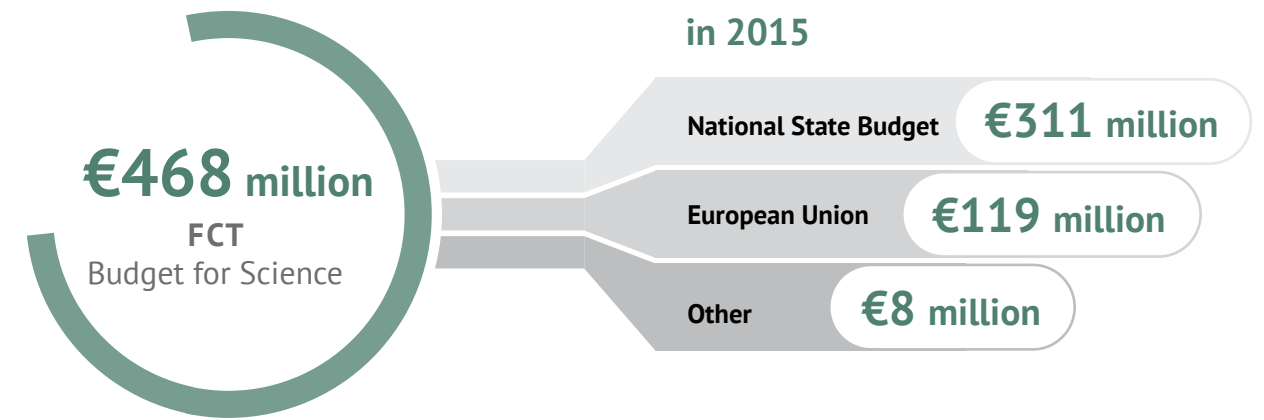 in 2015
€468 million
FCT
Budget for Science
National State Budget €311 million
European Union €119 million
Other €8 million